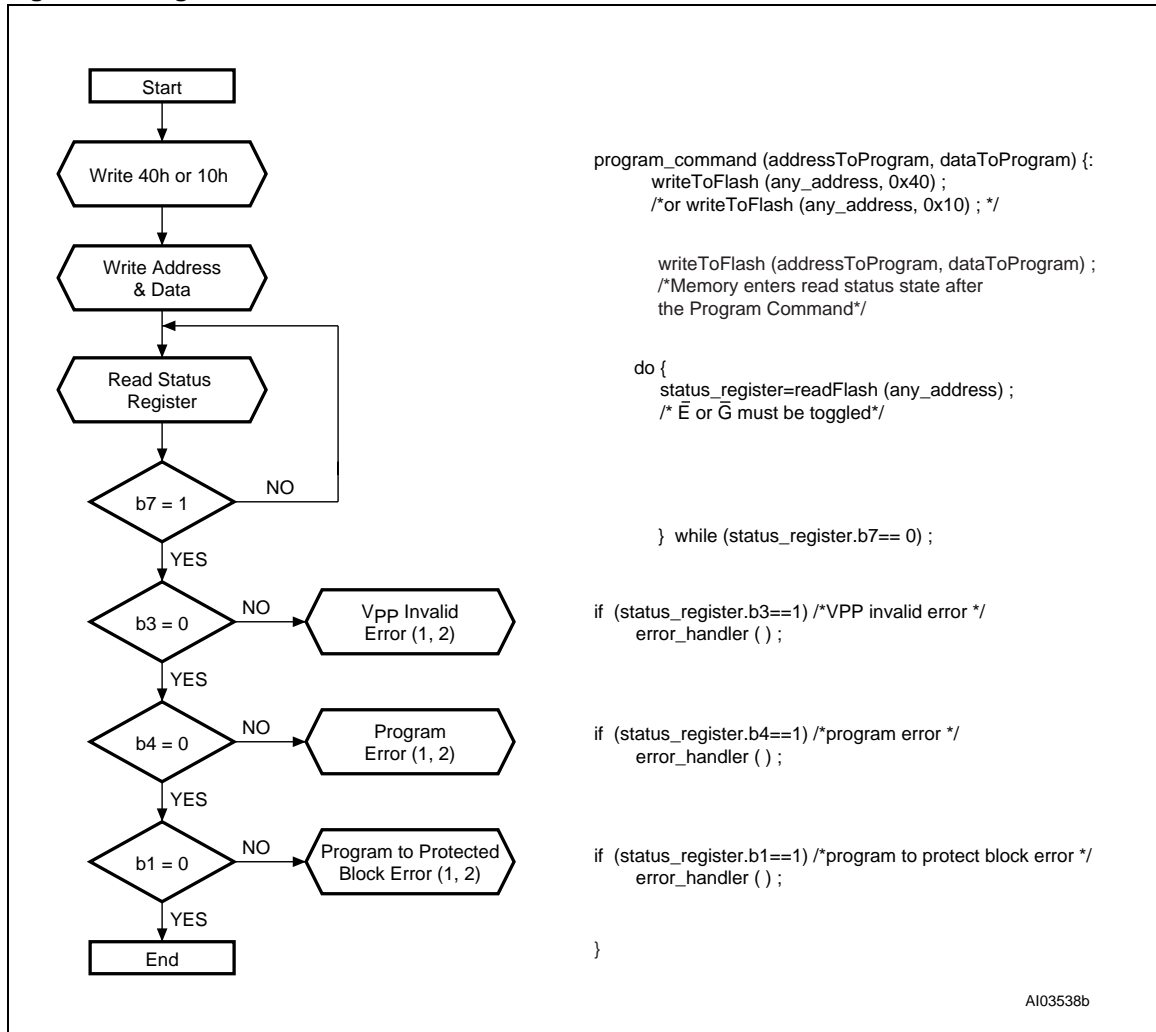 Start
Write 40h or 10h
Write Address
& Data
Read Status
Register
b7 = 1
NO
YES
b3 = 0
NO
VPP Invalid
Error (1, 2)
YES
b4 = 0
NO
Program
Error (1, 2)
YES
b1 = 0
NO
Program to Protected
Block Error (1, 2)
YES
End
program_command (addressToProgram, dataToProgram) {:
writeToFlash (any_address, 0x40) ;
/*or writeToFlash (any_address, 0x10) ; */
writeToFlash (addressToProgram, dataToProgram) ;
/*Memory enters read status state after
the Program Command*/
do {
status_register=readFlash (any_address) ;
/* E̅ or G̅ must be toggled*/
} while (status_register.b7== 0) ;
if (status_register.b3==1) /*VPP invalid error */
error_handler ( ) ;
if (status_register.b4==1) /*program error */
error_handler ( ) ;
if (status_register.b1==1) /*program to protect block error */
error_handler ( ) ;
}
AI03538b